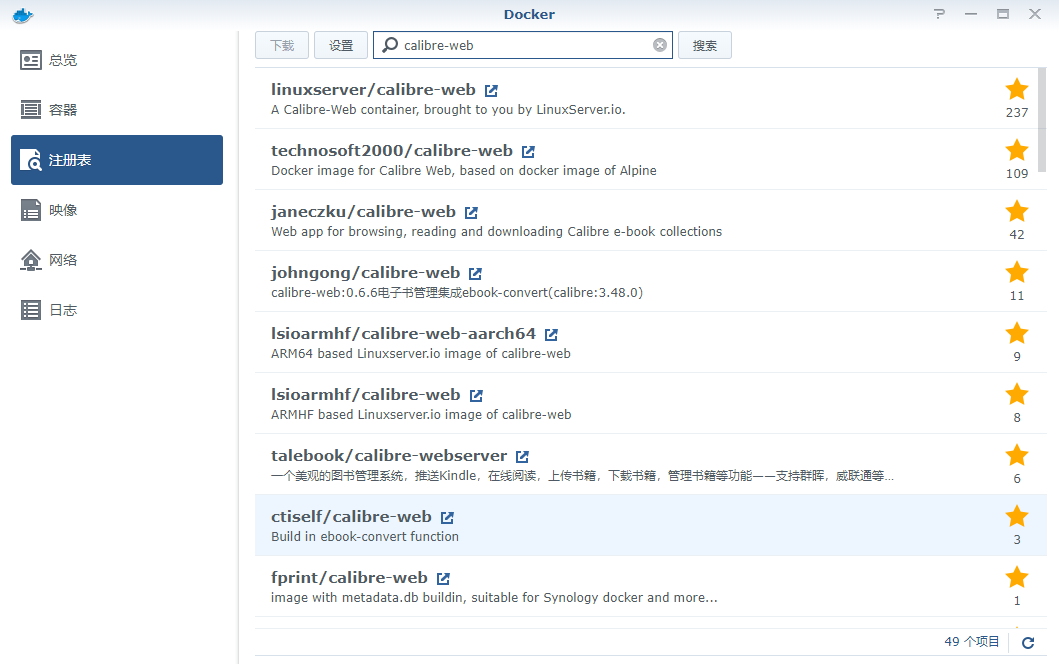 Docker
总览
容器
注册表
映像
网络
日志
下载
设置
calibre-web
搜索
linuxserver/calibre-web
A Calibre-Web container, brought to you by LinuxServer.io.
237
technosoft2000/calibre-web
Docker image for Calibre Web, based on docker image of Alpine
109
janeczku/calibre-web
Web app for browsing, reading and downloading Calibre e-book collections
42
johngong/calibre-web
calibre-web:0.6.6电子书管理集成ebook-convert(calibre:3.48.0)
11
lsioarmhf/calibre-web-aarch64
ARM64 based Linuxserver.io image of calibre-web
9
lsioarmhf/calibre-web
ARMHF based Linuxserver.io image of calibre-web
8
talebook/calibre-webserver
一个美观的图书管理系统，推送Kindle，在线阅读，上传书籍，下载书籍，管理书籍等功能——支持群晖，威联通等...
6
ctiself/calibre-web
Build in ebook-convert function
3
fprint/calibre-web
image with metadata.db buildin, suitable for Synology docker and more...
1
49 个项目